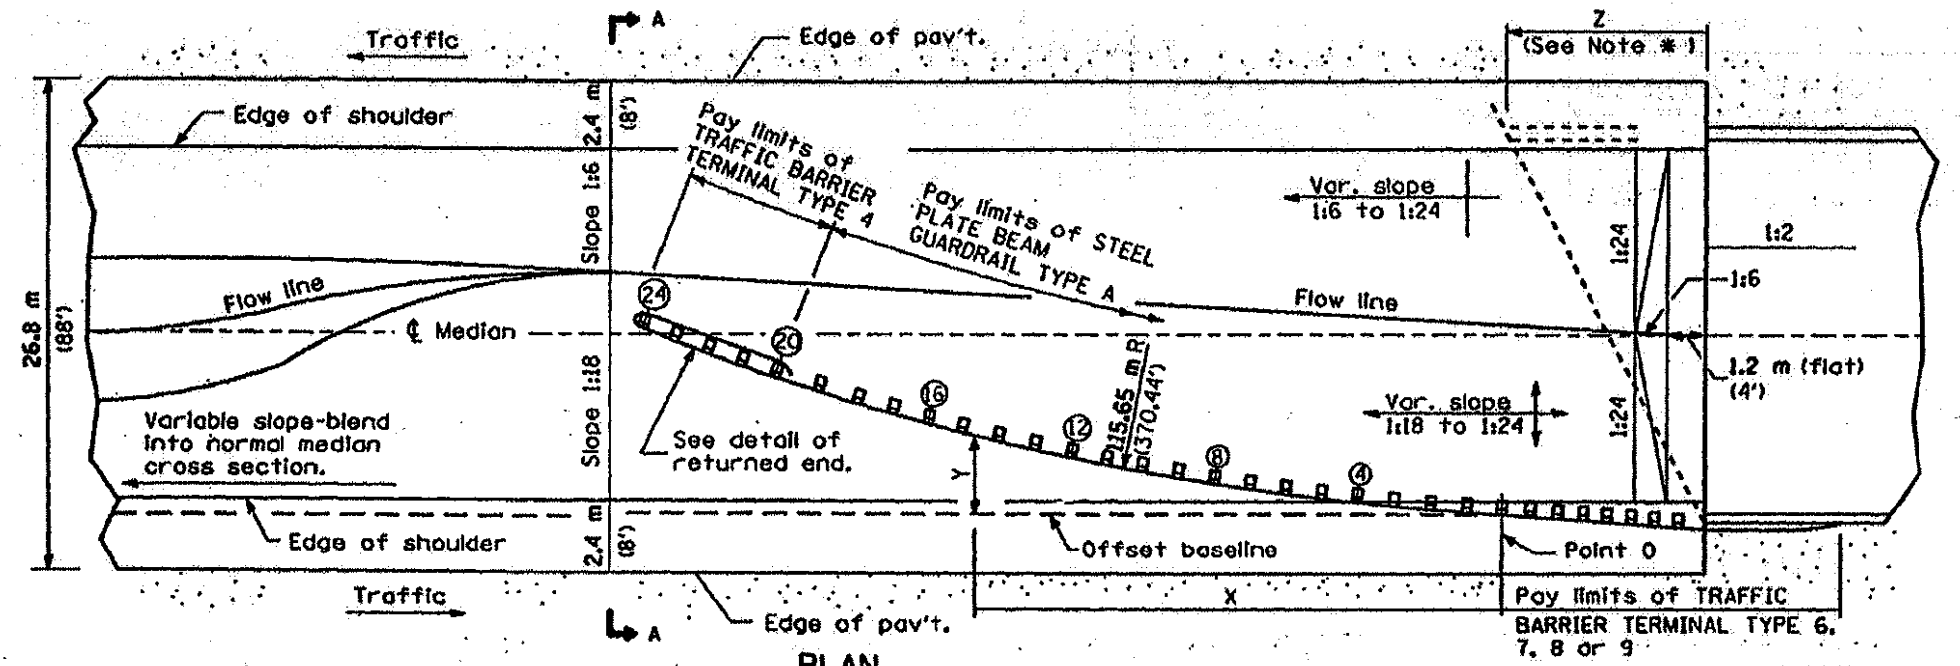 A
Z
Traffic
Edge of pav't.
(See Note * )
Edge of shoulder
2.4 m
(8')
Pay limits of
TRAFFIC BARRIER
TERMINAL TYPE 4
Pay limits of STEEL
PLATE BEAM
GUARDRAIL TYPE A
Var. slope
1:6 to 1:24
1:24
1:2
Slope 1:6
1:6
Flow line
24
Flow line
26.8 m
(88')
℄ Median
20
115.65 m R
(370.44')
1.2 m (flat)
(4')
16
Var. slope
1:18 to 1:24
1:24
Variable slope-blend
into normal median
cross section.
Slope 1:18
See detail of
returned end.
12
8
4
Y
Edge of shoulder
2.4 m
(8')
Offset baseline
Point 0
Traffic
X
Pay limits of TRAFFIC
BARRIER TERMINAL TYPE 6,
7, 8 or 9
A
Edge of pav't.
PLAN